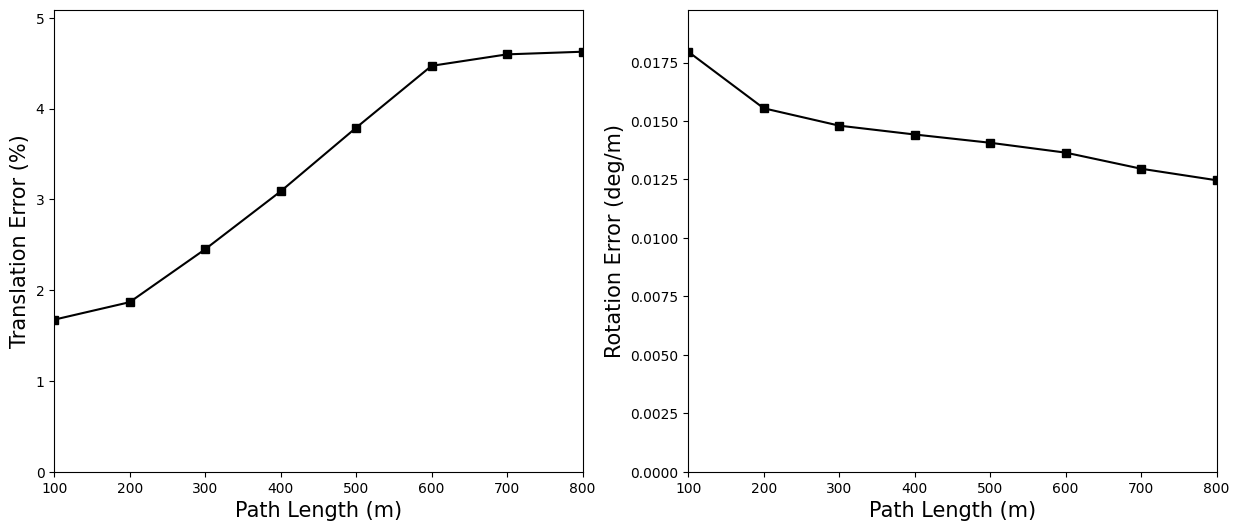 5
4
3
2
1
0
Translation Error (%)
100 200 300 400 500 600 700 800
Path Length (m)
0.0175
0.0150
0.0125
0.0100
0.0075
0.0050
0.0025
0.0000
Rotation Error (deg/m)
100 200 300 400 500 600 700 800
Path Length (m)